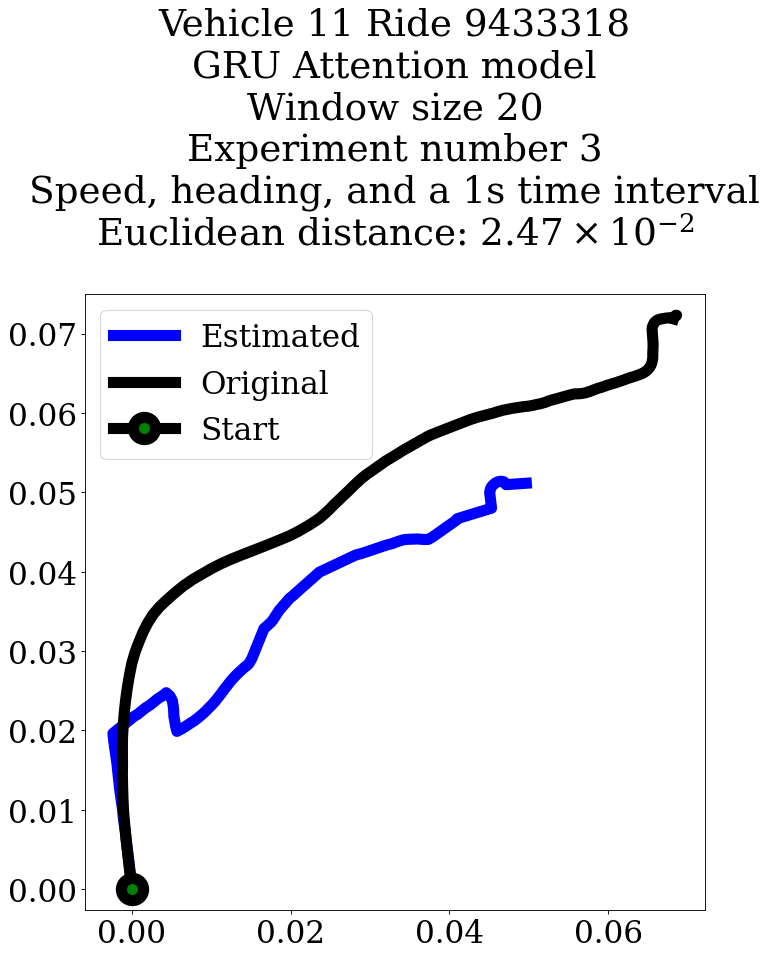 Vehicle 11 Ride 9433318
GRU Attention model
Window size 20
Experiment number 3
Speed, heading, and a 1s time interval
Euclidean distance: 2.47 × 10⁻²
Estimated
Original
Start
0.07
0.06
0.05
0.04
0.03
0.02
0.01
0.00
0.00 0.02 0.04 0.06